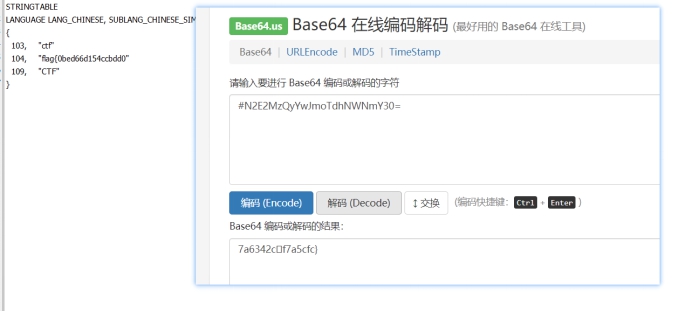 STRINGTABLE
LANGUAGE LANG_CHINESE, SUBLANG_CHINESE_SIM
{
103, "ctf"
104, "flag{0bed66d154ccbdd0"
109, "CTF"
}
Base64.us Base64 在线编码解码 (最好用的 Base64 在线工具)
Base64 | URLEncode | MD5 | TimeStamp
请输入要进行 Base64 编码或解码的字符
#N2E2MzQyYwJmoTdhNWNmY30=
编码 (Encode) 解码 (Decode) ↕ 交换 (编码快捷键: Ctrl + Enter )
Base64 编码或解码的结果:
7a6342c□f7a5cfc}